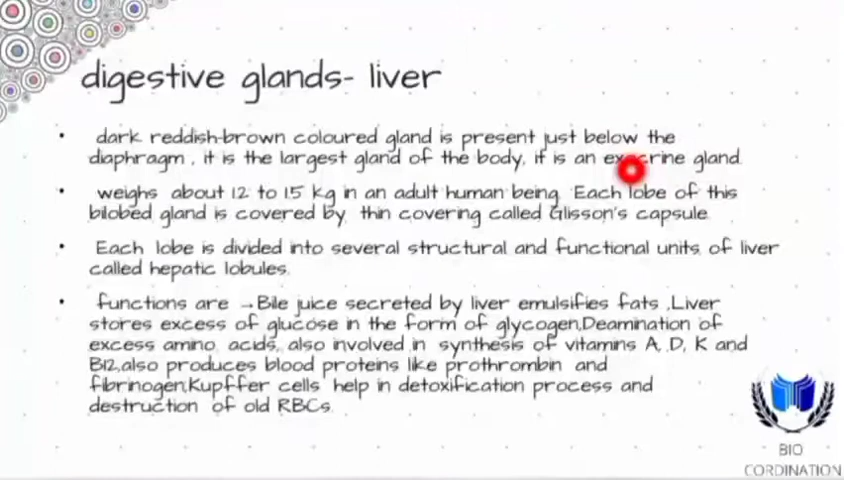 digestive glands- liver
• dark reddish-brown coloured gland is present just below the
diaphragm , it is the largest gland of the body, if is an exocrine gland.
• weighs about 1.2 to 1.5 kg in an adult human being. Each lobe of this
bilobed gland is covered by thin covering called Glisson's capsule
• Each lobe is divided into several structural and functional units of liver
called hepatic lobules.
• functions are → Bile juice secreted by liver emulsifies fats ,Liver
stores excess of glucose in the form of glycogen,Deamination of
excess amino acids, also involved in synthesis of vitamins A, D, K and
B12,also produces blood proteins like prothrombin and
fibrinogen,Kupffer cells help in detoxification process and
destruction of old RBCs.
BIO
CORDINATION